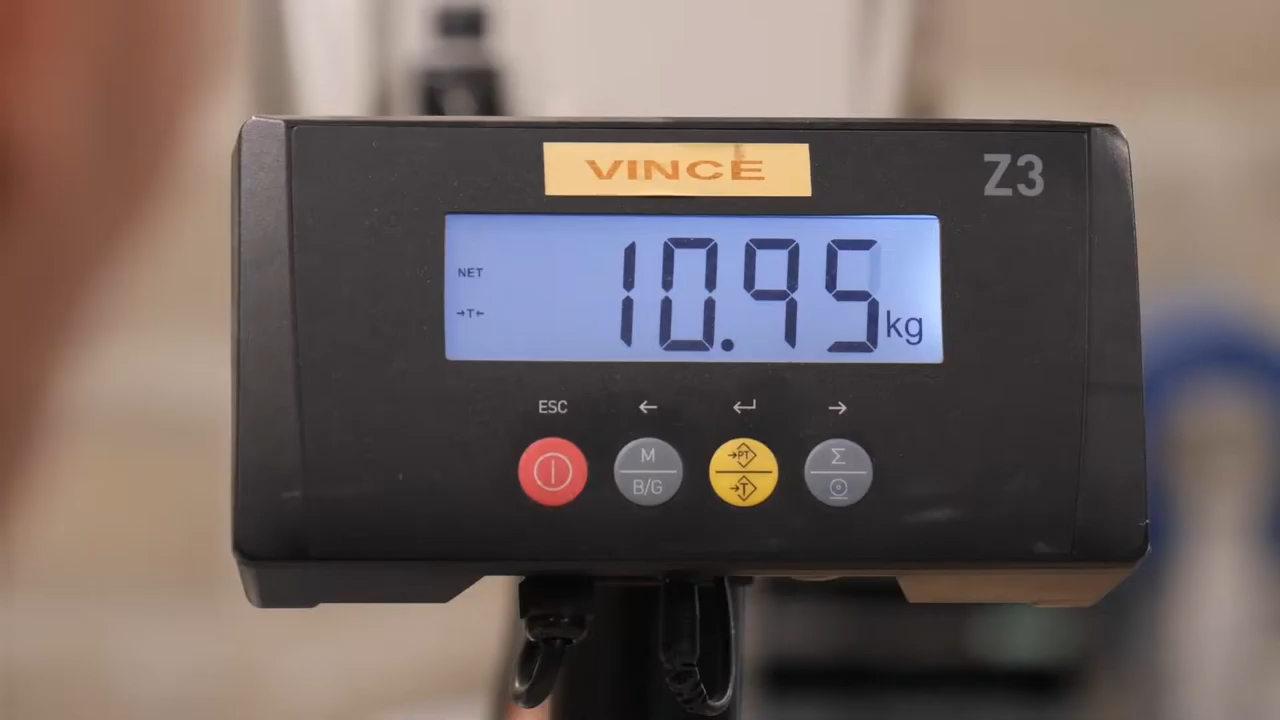 VINCE
Z3
NET
→T←
10.95 kg
ESC ← ↵ →
M →PT← Σ
B/G →T←